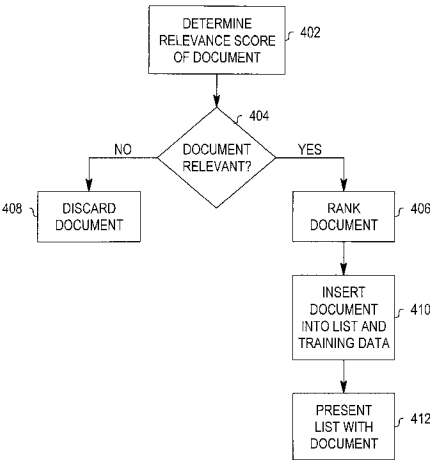 DETERMINE
RELEVANCE SCORE
OF DOCUMENT
402
404
DOCUMENT
RELEVANT?
NO
YES
408
DISCARD
DOCUMENT
RANK
DOCUMENT
406
INSERT
DOCUMENT
INTO LIST AND
TRAINING DATA
410
PRESENT
LIST WITH
DOCUMENT
412